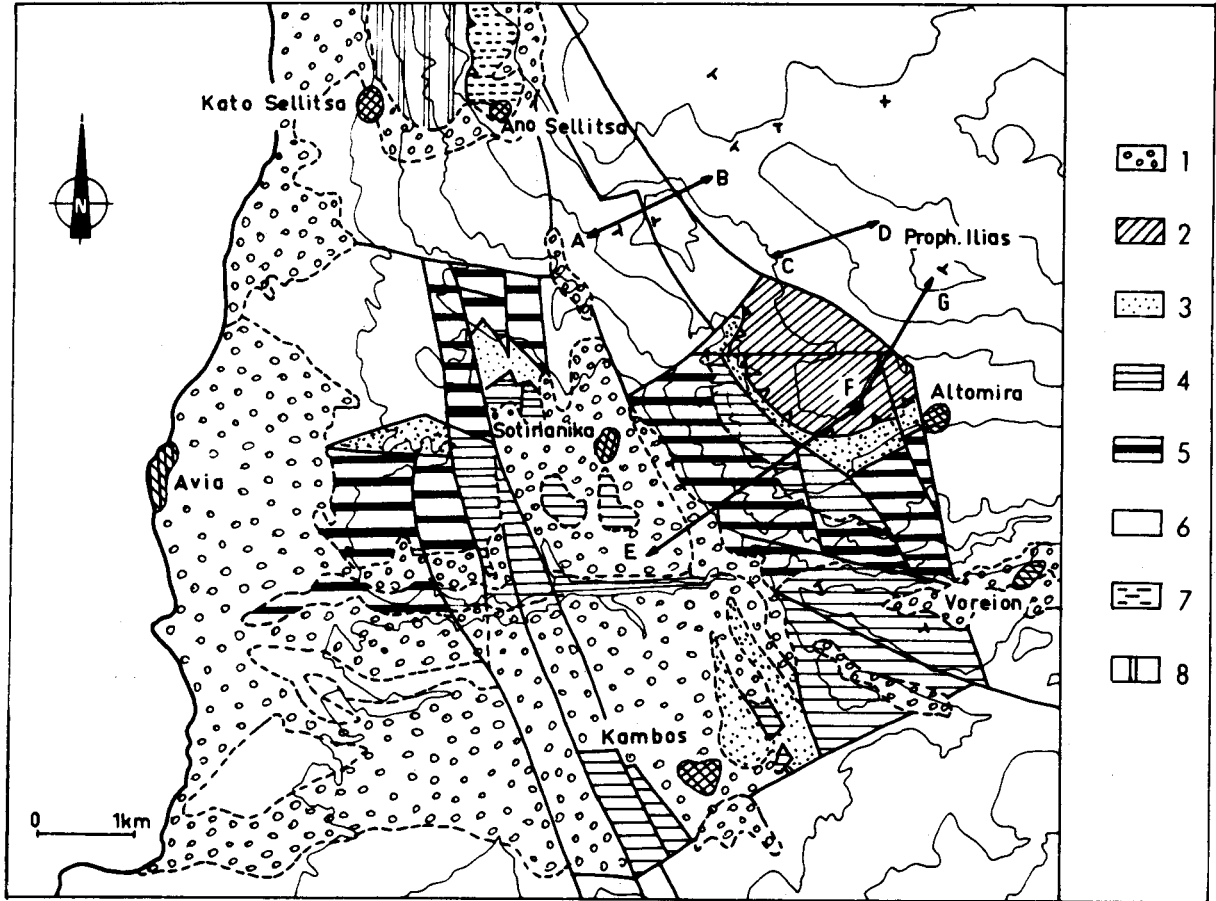 Kato Sellitsa
Ano Sellitsa
N
B
A
D Proph. Ilias
C
G
F
Altomira
Sotirianika
Avia
E
Voreion
Kambos
0 1km
1
2
3
4
5
6
7
8